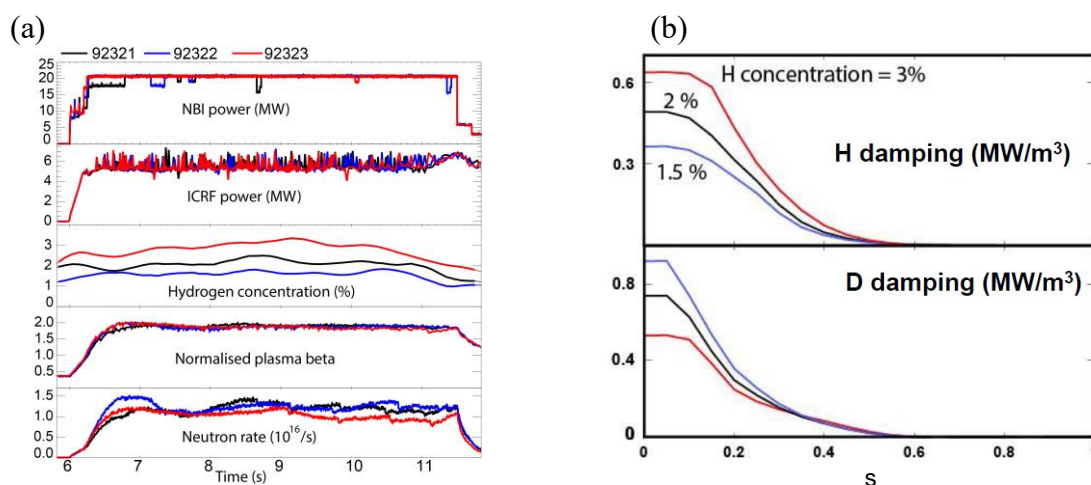 (a)
92321 92322 92323
25
20
15
10
5
0
NBI power (MW)
6
4
2
0
ICRF power (MW)
3
2
1
0
Hydrogen concentration (%)
2.0
1.5
1.0
0.5
Normalised plasma beta
1.5
1.0
0.5
0.0
Neutron rate (10¹⁶/s)
6 7 8 9 10 11
Time (s)
(b)
0.6
0.3
H concentration = 3%
2 %
1.5 %
H damping (MW/m³)
0.8
0.4
0
D damping (MW/m³)
0 0.2 0.4 0.6 0.8
s